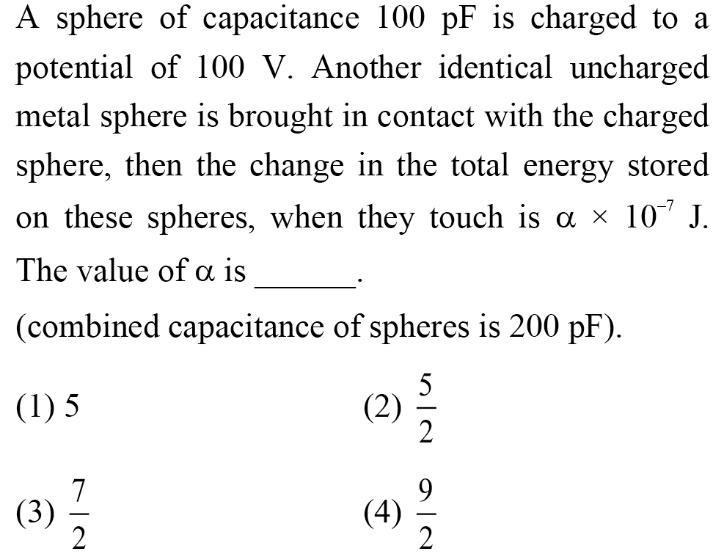 A sphere of capacitance 100 pF is charged to a
potential of 100 V. Another identical uncharged
metal sphere is brought in contact with the charged
sphere, then the change in the total energy stored
on these spheres, when they touch is α × 10⁻⁷ J.
The value of α is ______.
(combined capacitance of spheres is 200 pF).
(1) 5 (2) 5/2
(3) 7/2 (4) 9/2